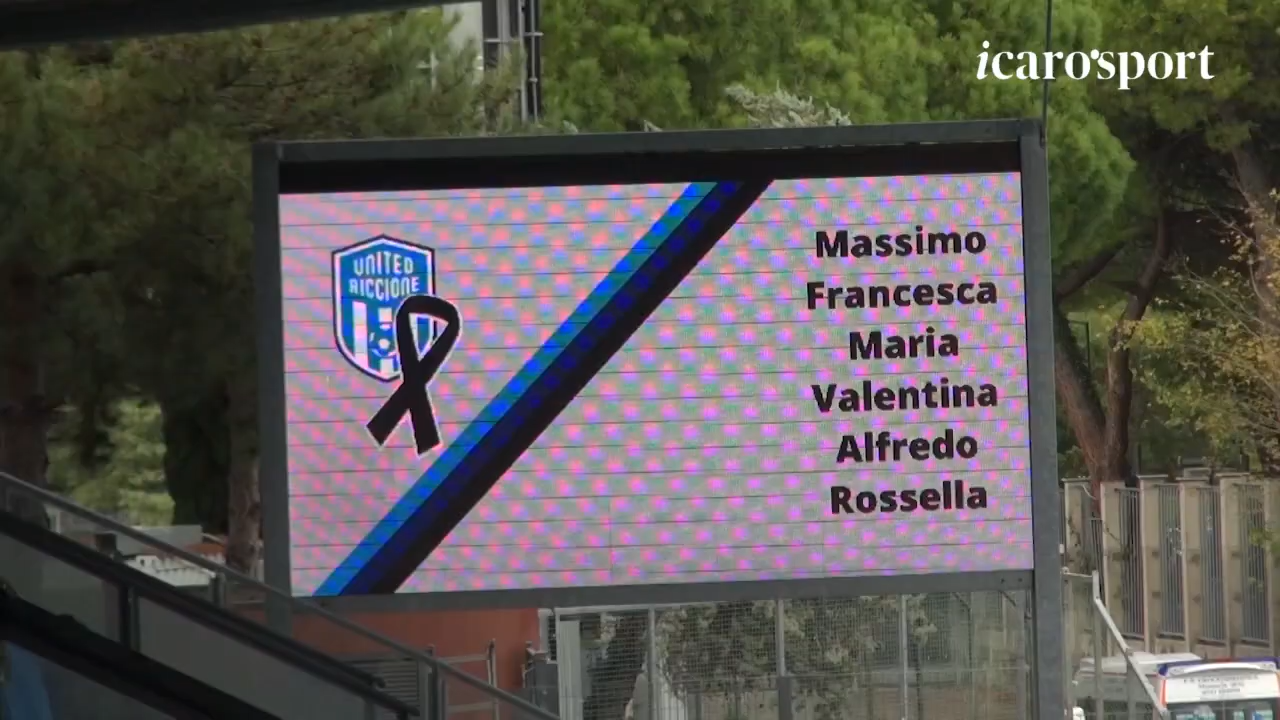 icaro sport
UNITED
RICCIONE
Massimo
Francesca
Maria
Valentina
Alfredo
Rossella